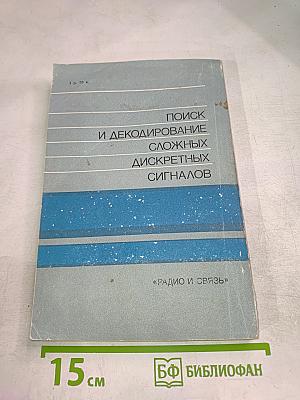 ПОИСК
И ДЕКОДИРОВАНИЕ
СЛОЖНЫХ
ДИСКРЕТНЫХ
СИГНАЛОВ
«РАДИО И СВЯЗЬ»
15 см
БФ БИБЛИОФАН